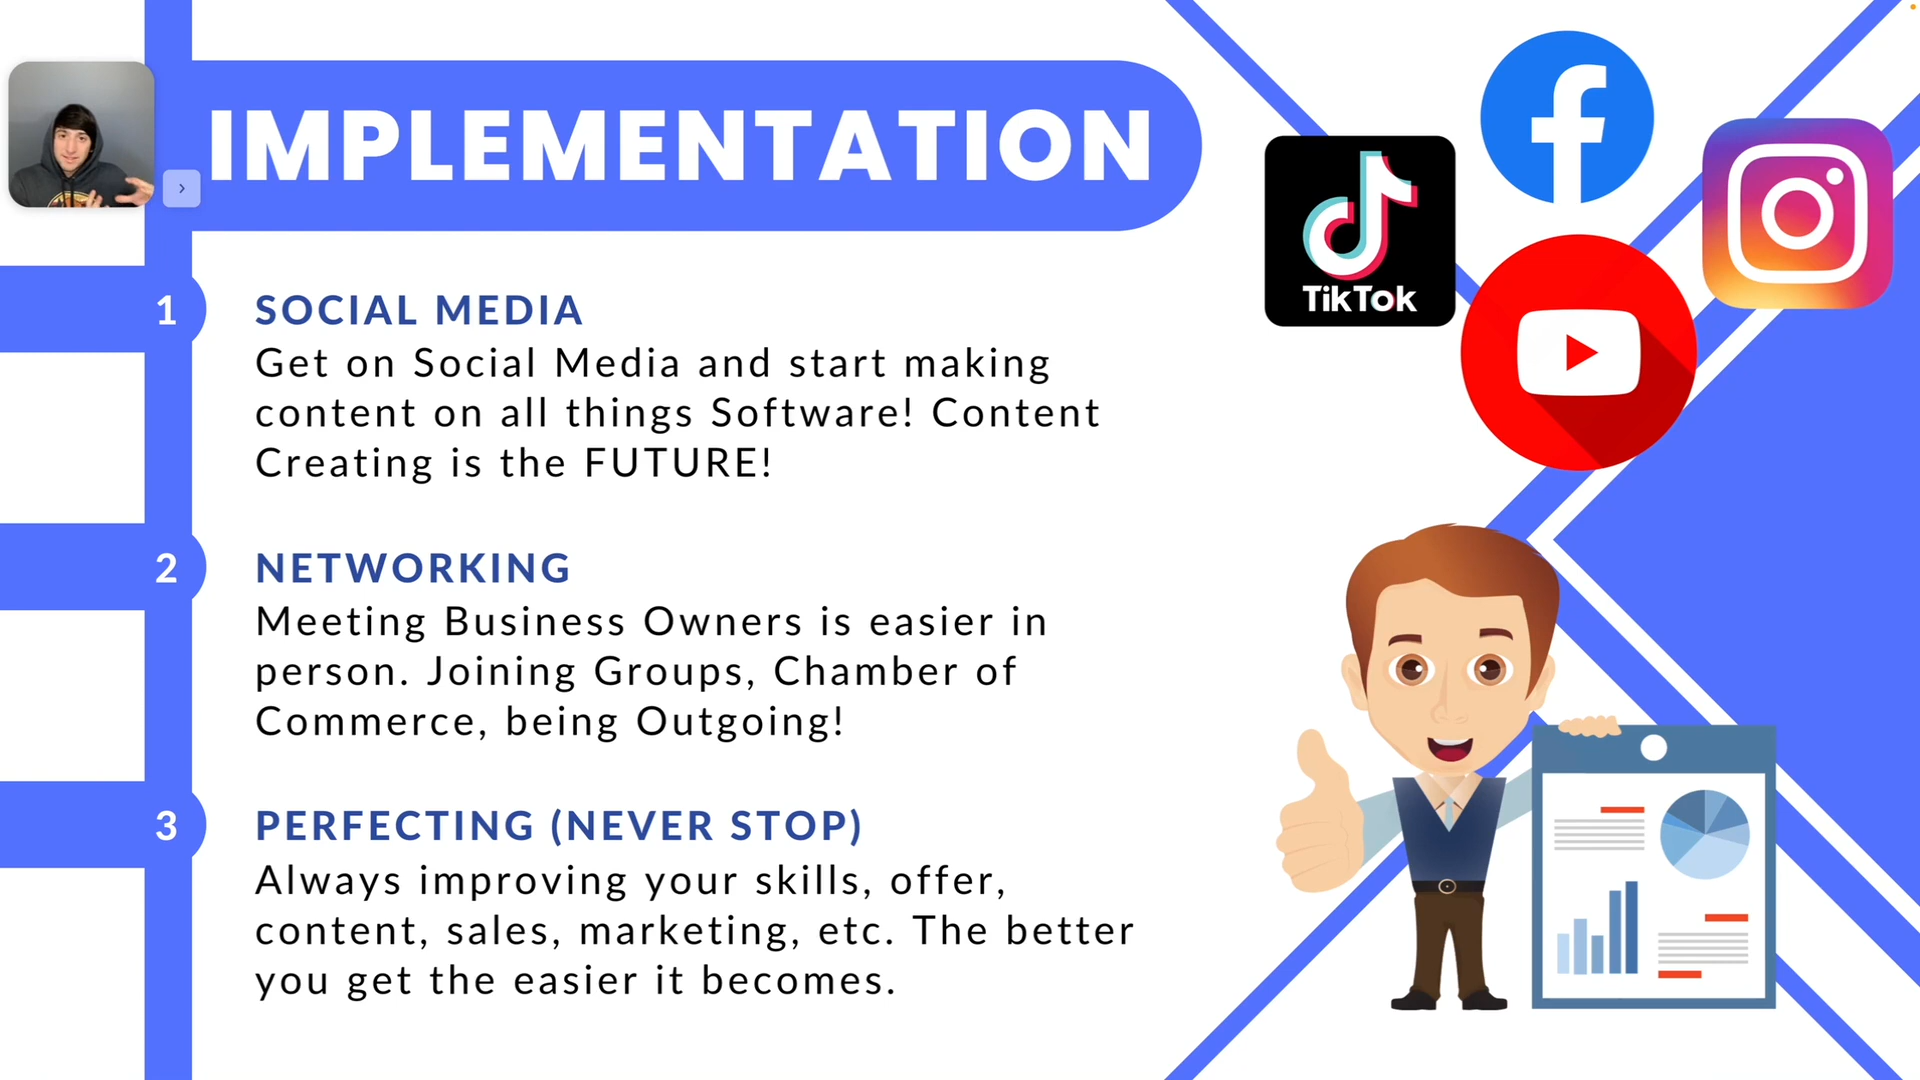 IMPLEMENTATION
1
SOCIAL MEDIA
Get on Social Media and start making
content on all things Software! Content
Creating is the FUTURE!
2
NETWORKING
Meeting Business Owners is easier in
person. Joining Groups, Chamber of
Commerce, being Outgoing!
3
PERFECTING (NEVER STOP)
Always improving your skills, offer,
content, sales, marketing, etc. The better
you get the easier it becomes.
TikTok